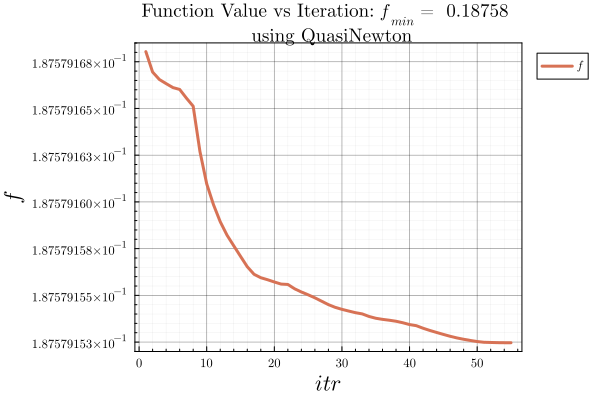 Function Value vs Iteration: f_min = 0.18758
using QuasiNewton
f
1.87579168×10⁻¹
1.87579165×10⁻¹
1.87579163×10⁻¹
1.87579160×10⁻¹
1.87579158×10⁻¹
1.87579155×10⁻¹
1.87579153×10⁻¹
f
0 10 20 30 40 50
itr